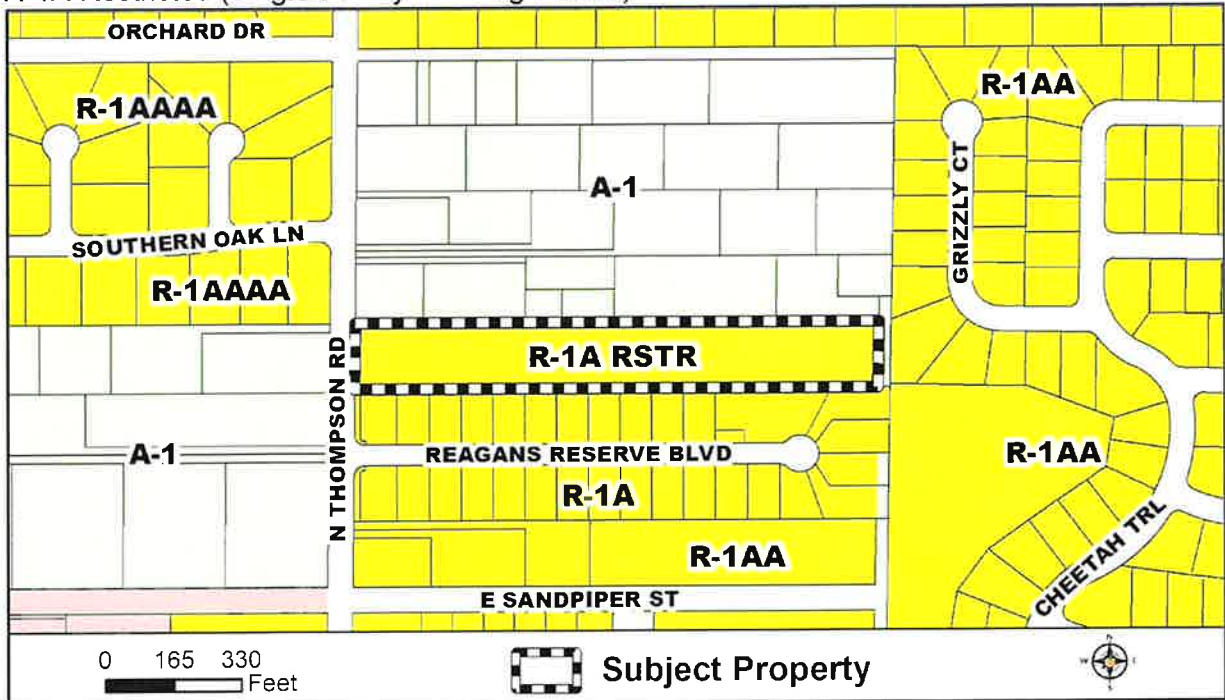 ORCHARD DR
R-1AAAA
R-1AA
A-1
GRIZZLY CT
SOUTHERN OAK LN
R-1AAAA
N THOMPSON RD
R-1A RSTR
A-1
REAGANS RESERVE BLVD
R-1AA
R-1A
R-1AA
CHEETAH TRL
E SANDPIPER ST
0 165 330
Feet
Subject Property
N
W
E
S